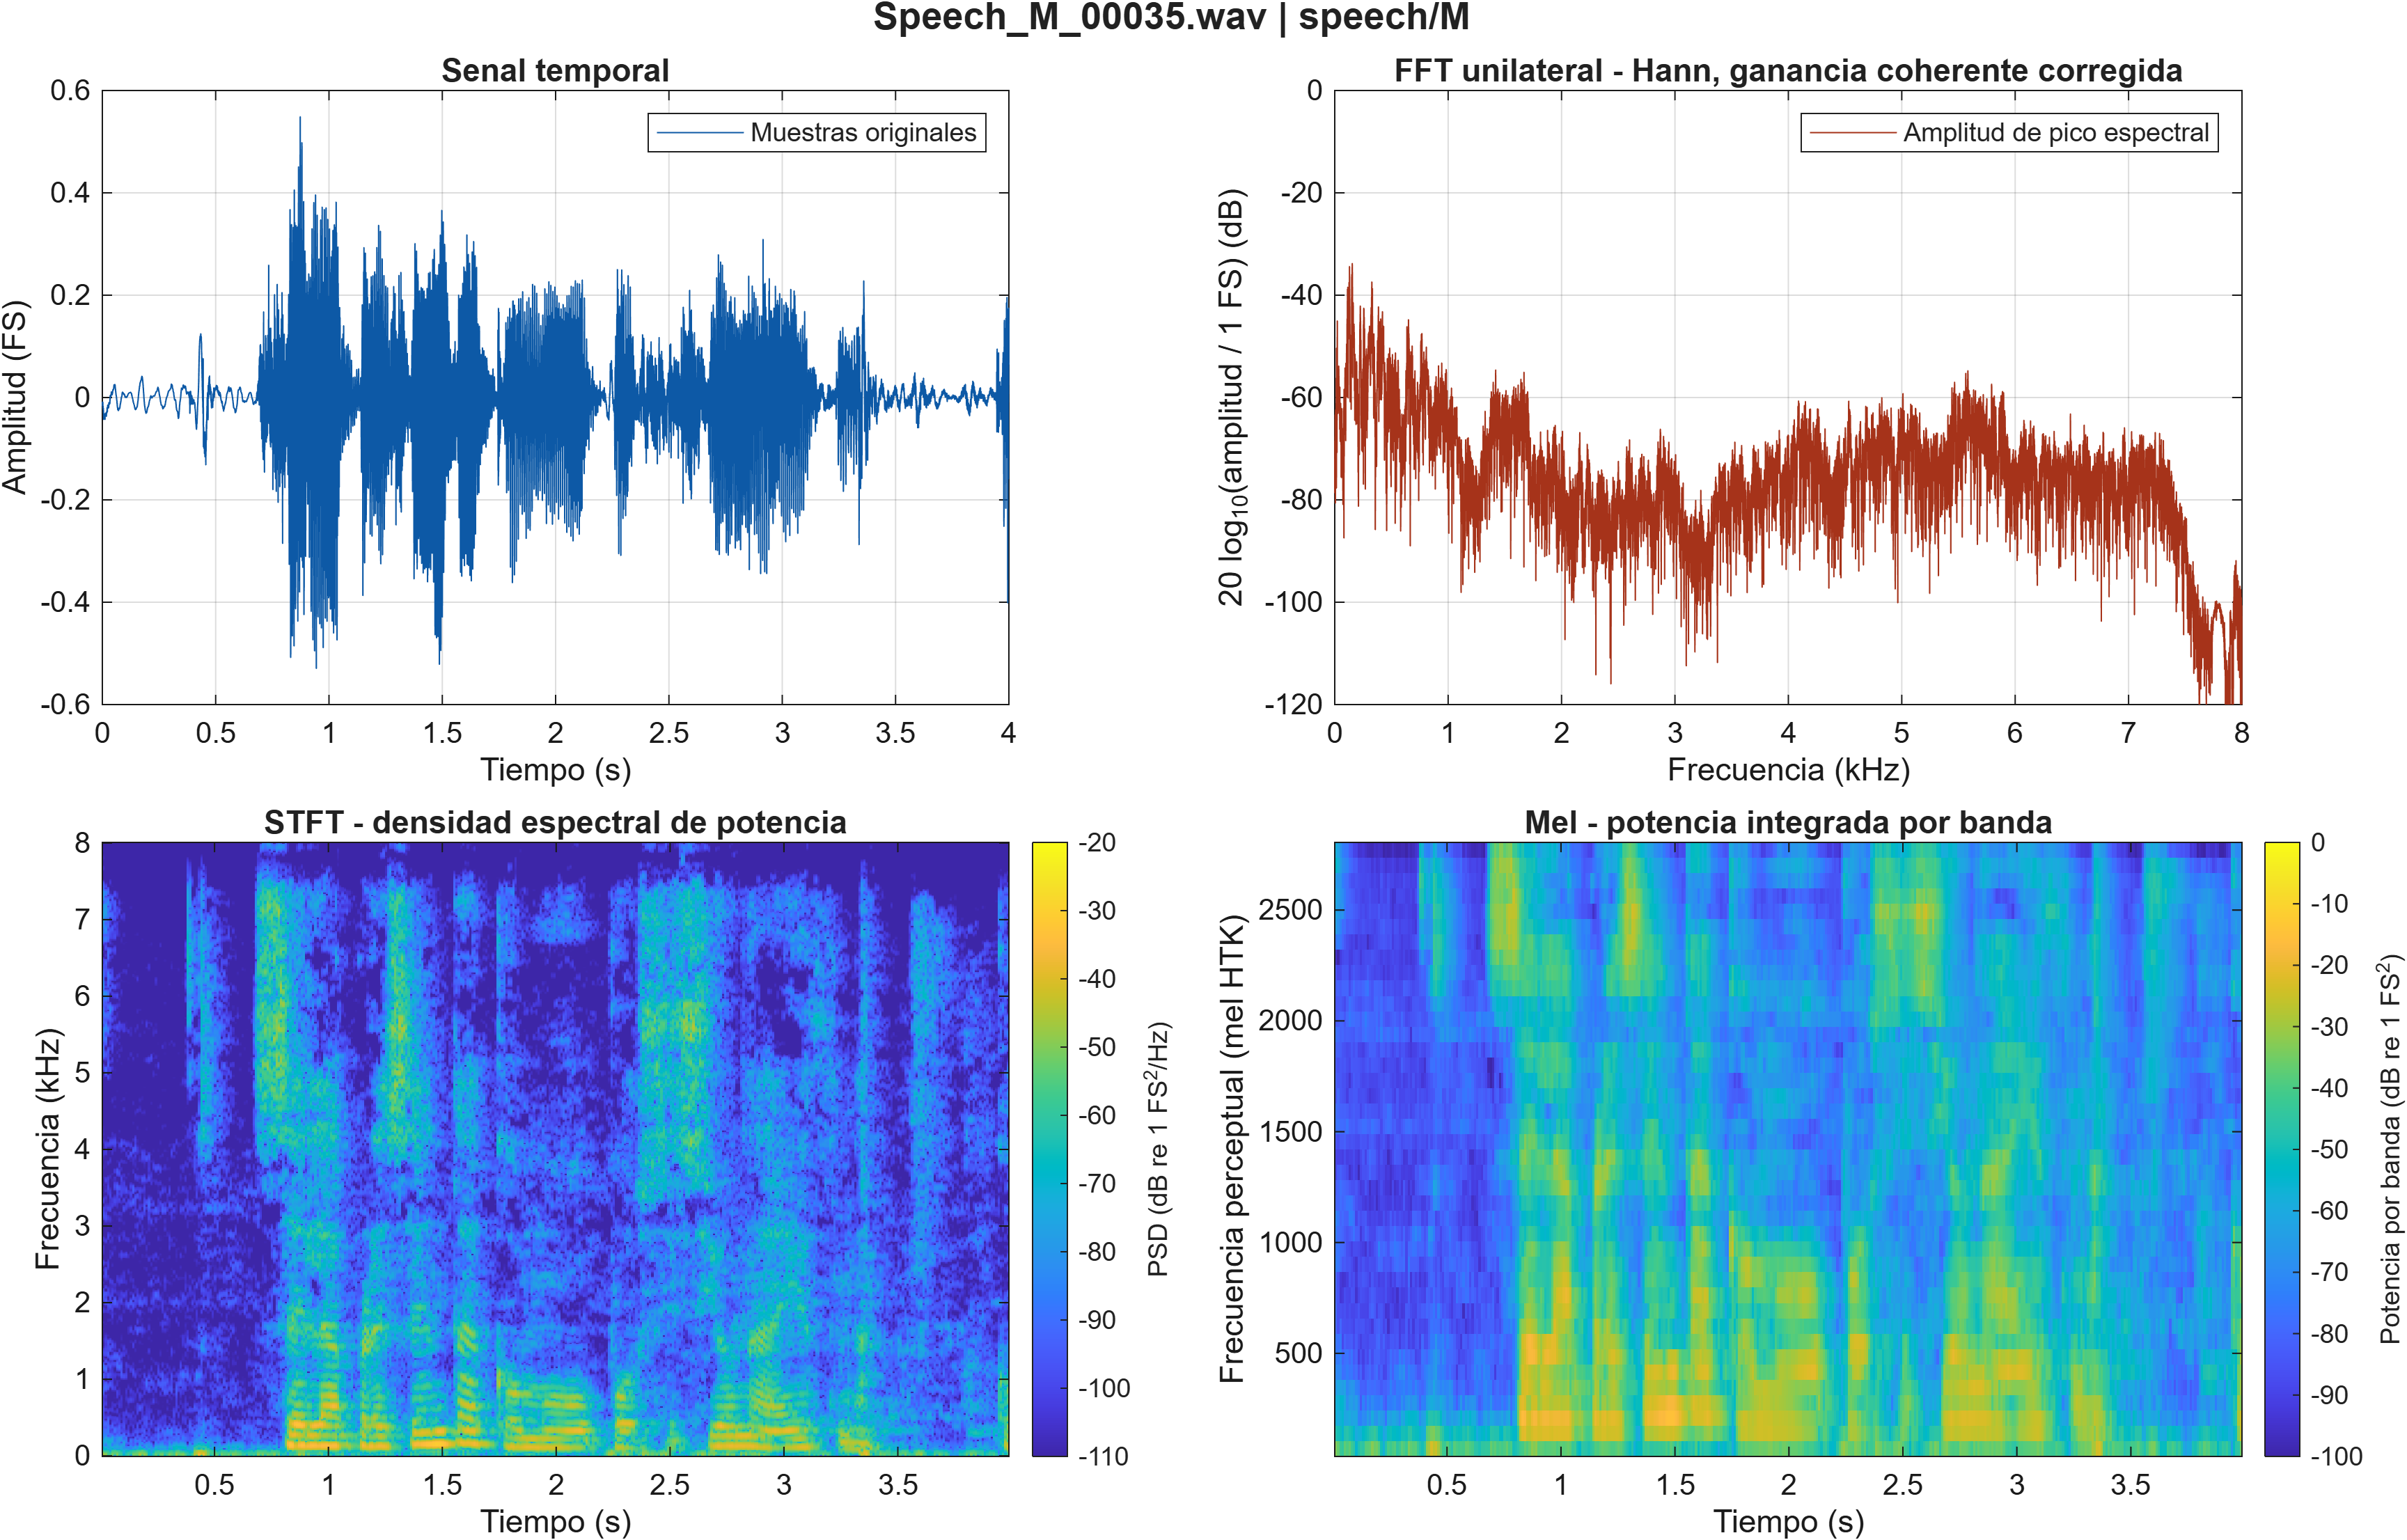 Speech_M_00035.wav | speech/M
Senal temporal
Amplitud (FS)
0.6
0.4
0.2
0
-0.2
-0.4
-0.6
Muestras originales
0 0.5 1 1.5 2 2.5 3 3.5 4
Tiempo (s)
FFT unilateral - Hann, ganancia coherente corregida
20 log10(amplitud / 1 FS) (dB)
0
-20
-40
-60
-80
-100
-120
Amplitud de pico espectral
0 1 2 3 4 5 6 7 8
Frecuencia (kHz)
STFT - densidad espectral de potencia
Frecuencia (kHz)
8
7
6
5
4
3
2
1
0
0.5 1 1.5 2 2.5 3 3.5
Tiempo (s)
-20
-30
-40
-50
-60
-70
-80
-90
-100
-110
PSD (dB re 1 FS2/Hz)
Mel - potencia integrada por banda
Frecuencia perceptual (mel HTK)
2500
2000
1500
1000
500
0.5 1 1.5 2 2.5 3 3.5
Tiempo (s)
0
-10
-20
-30
-40
-50
-60
-70
-80
-90
-100
Potencia por banda (dB re 1 FS2)